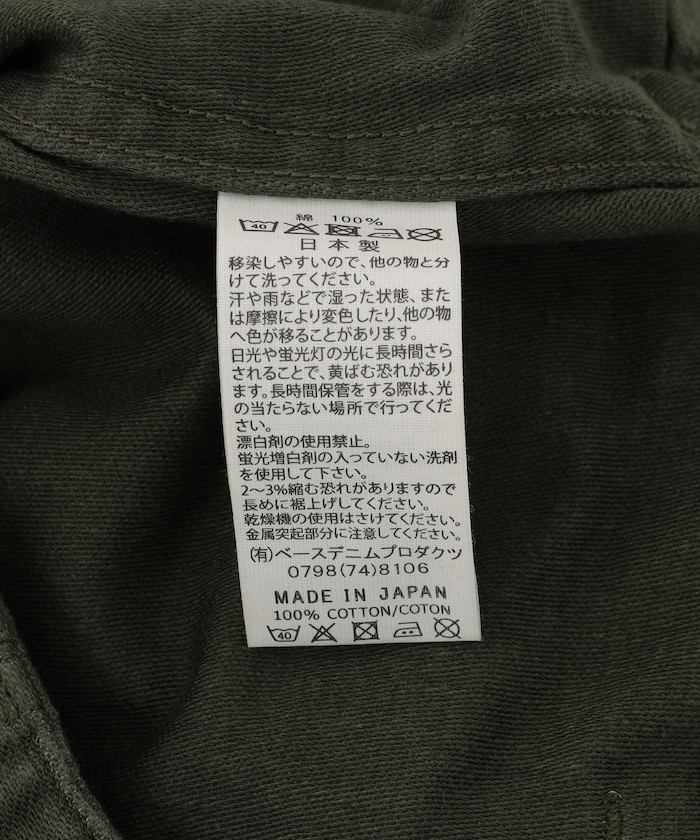 綿 100%
40
日本製
移染しやすいので、他の物と分
けて洗ってください。
汗や雨などで湿った状態、また
は摩擦により変色したり、他の物
へ色が移ることがあります。
日光や蛍光灯の光に長時間さら
されることで、黄ばむ恐れがあり
ます。長時間保管をする際は、光
の当たらない場所で行ってくだ
さい。
漂白剤の使用禁止。
蛍光増白剤の入っていない洗剤
を使用して下さい。
2〜3%縮む恐れがありますので
長めに裾上げしてください。
乾燥機の使用はさけてください。
金属突起部分に注意してください。
(有)ベースデニムプロダクツ
0798(74)8106
MADE IN JAPAN
100% COTTON/COTON
40